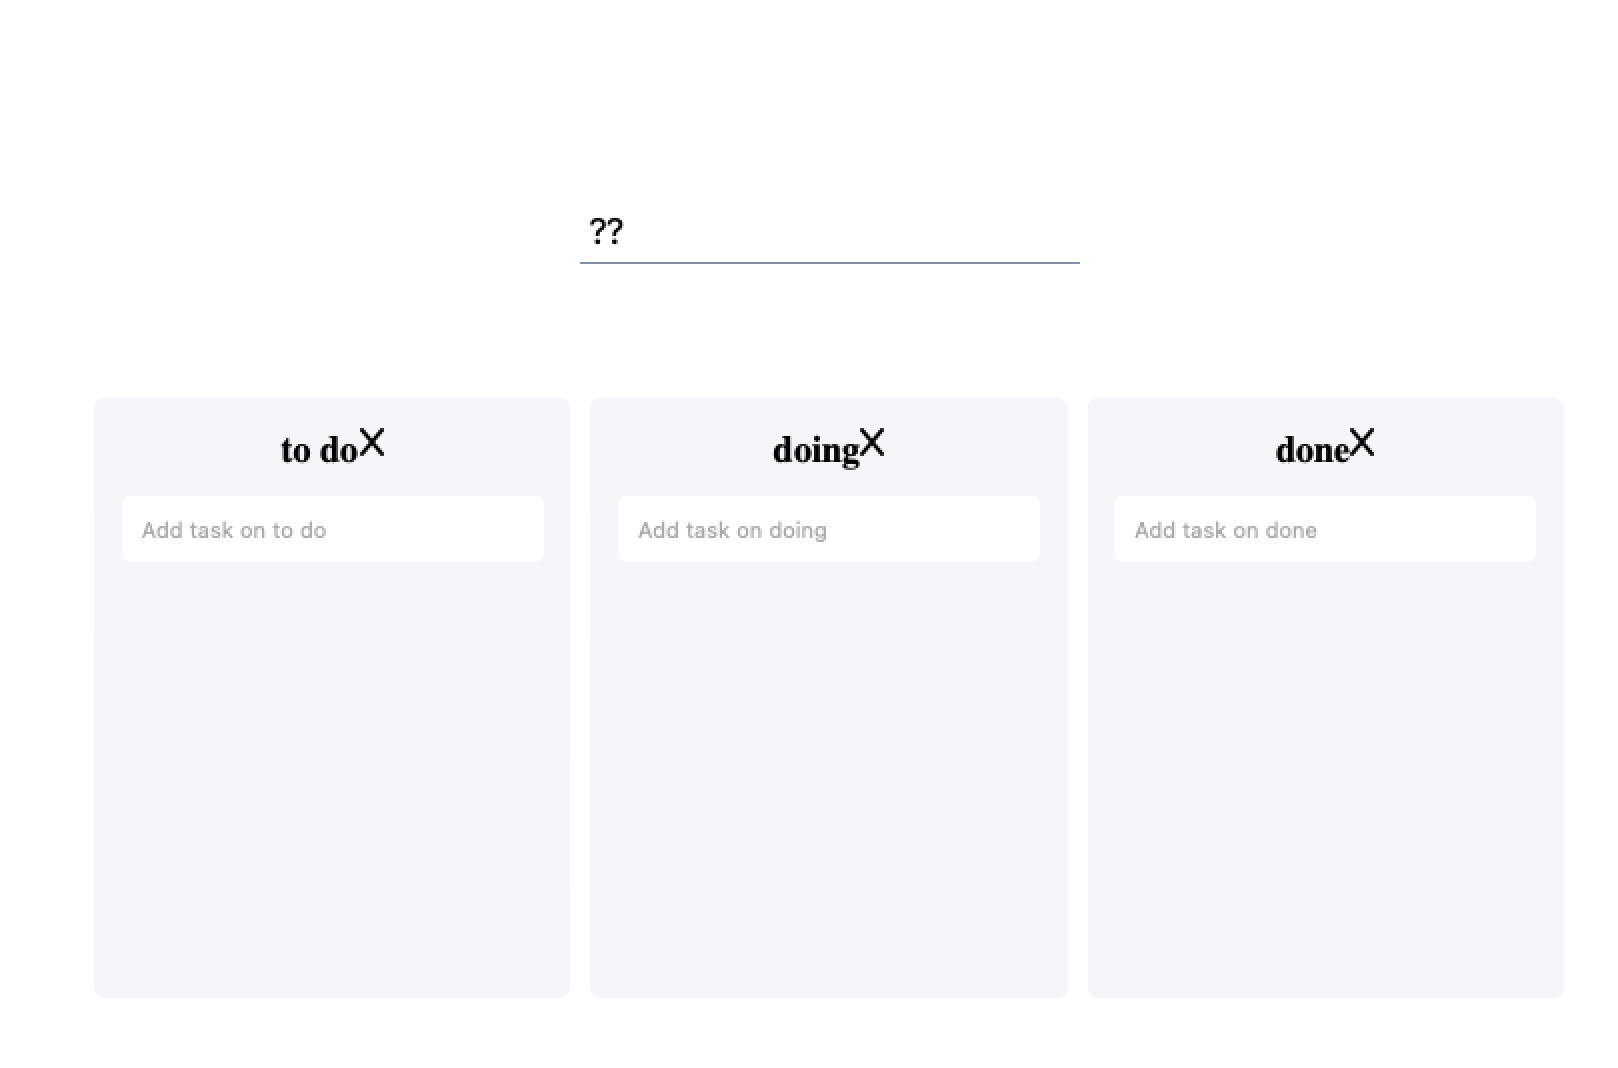 ??
to do X
doing X
done X
Add task on to do
Add task on doing
Add task on done